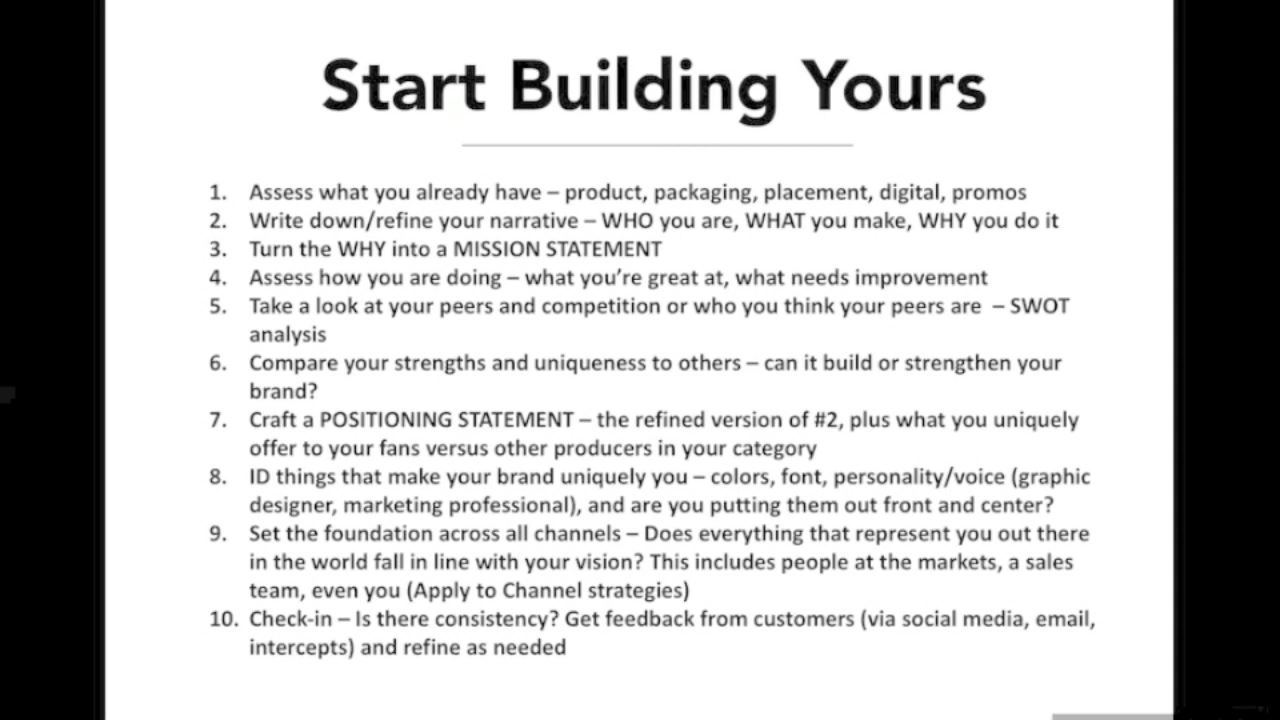 Start Building Yours
1. Assess what you already have – product, packaging, placement, digital, promos
2. Write down/refine your narrative – WHO you are, WHAT you make, WHY you do it
3. Turn the WHY into a MISSION STATEMENT
4. Assess how you are doing – what you’re great at, what needs improvement
5. Take a look at your peers and competition or who you think your peers are – SWOT
analysis
6. Compare your strengths and uniqueness to others – can it build or strengthen your
brand?
7. Craft a POSITIONING STATEMENT – the refined version of #2, plus what you uniquely
offer to your fans versus other producers in your category
8. ID things that make your brand uniquely you – colors, font, personality/voice (graphic
designer, marketing professional), and are you putting them out front and center?
9. Set the foundation across all channels – Does everything that represent you out there
in the world fall in line with your vision? This includes people at the markets, a sales
team, even you (Apply to Channel strategies)
10. Check-in – Is there consistency? Get feedback from customers (via social media, email,
intercepts) and refine as needed